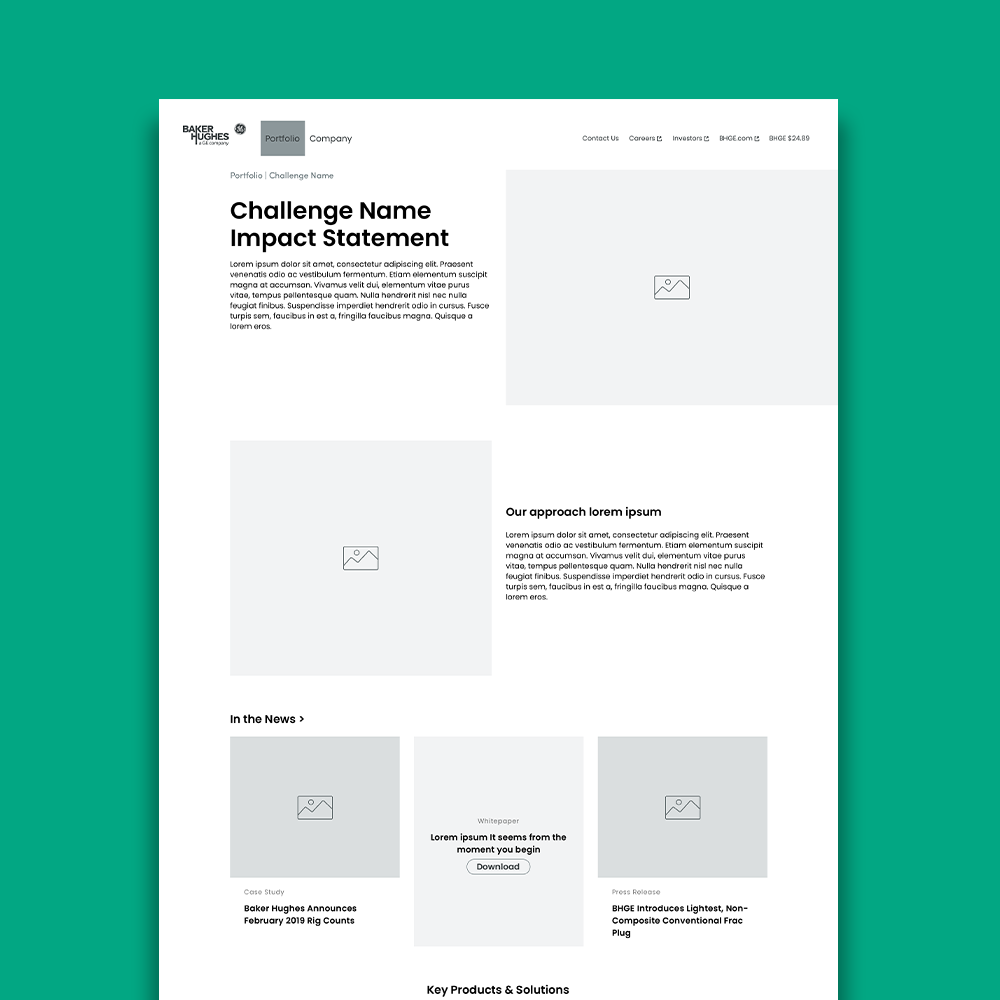 BAKER
HUGHES
a GE company
GE
Portfolio
Company
Contact Us
Careers
Investors
BHGE.com
BHGE $24.89
Portfolio | Challenge Name
Challenge Name
Impact Statement
Lorem ipsum dolor sit amet, consectetur adipiscing elit. Praesent
venenatis odio ac vestibulum fermentum. Etiam elementum suscipit
magna at accumsan. Vivamus velit dui, elementum vitae purus
vitae, tempus pellentesque quam. Nulla hendrerit nisl nec nulla
feugiat finibus. Suspendisse imperdiet hendrerit odio in cursus. Fusce
turpis sem, faucibus in est a, fringilla faucibus magna. Quisque a
lorem eros.
Our approach lorem ipsum
Lorem ipsum dolor sit amet, consectetur adipiscing elit. Praesent
venenatis odio ac vestibulum fermentum. Etiam elementum suscipit
magna at accumsan. Vivamus velit dui, elementum vitae purus
vitae, tempus pellentesque quam. Nulla hendrerit nisl nec nulla
feugiat finibus. Suspendisse imperdiet hendrerit odio in cursus. Fusce
turpis sem, faucibus in est a, fringilla faucibus magna. Quisque a
lorem eros.
In the News >
Case Study
Baker Hughes Announces
February 2019 Rig Counts
Whitepaper
Lorem ipsum It seems from the
moment you begin
Download
Press Release
BHGE Introduces Lightest, Non-
Composite Conventional Frac
Plug
Key Products & Solutions